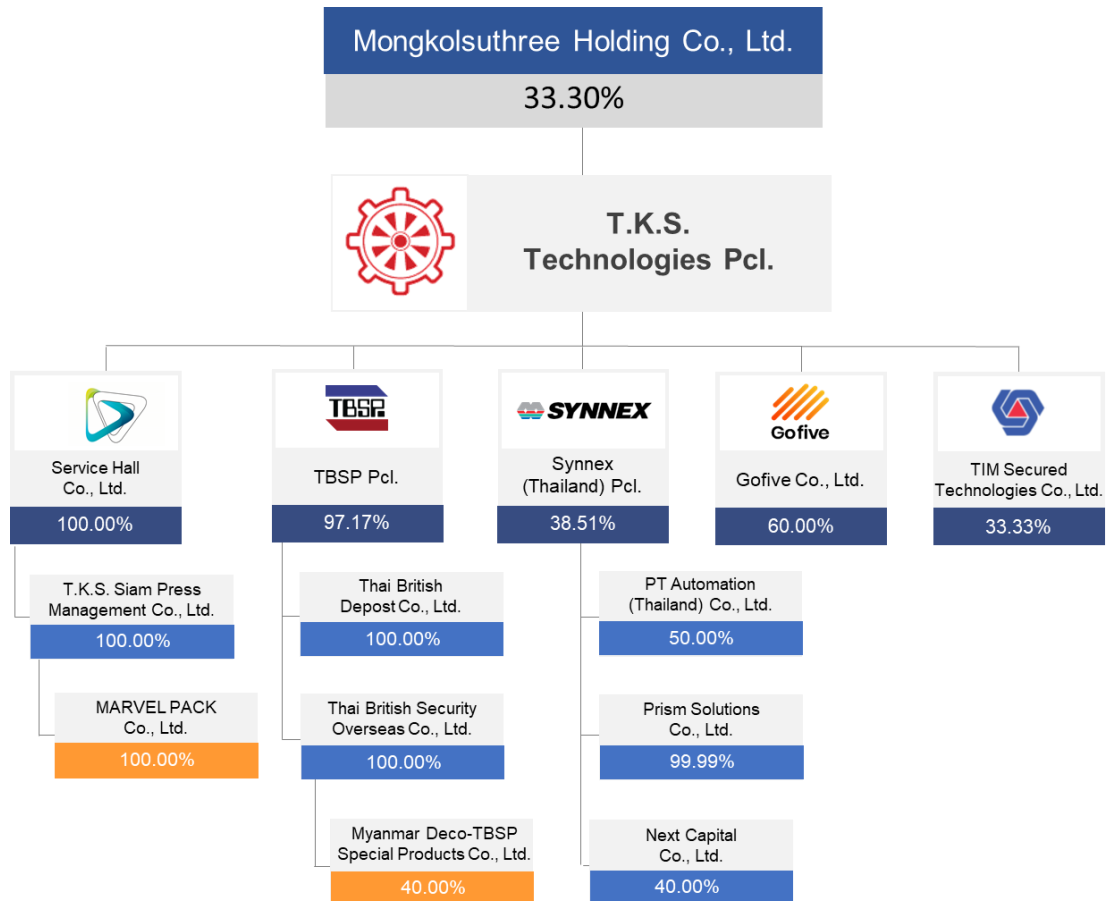 Mongkolsuthree Holding Co., Ltd.
33.30%
T.K.S.
Technologies Pcl.
Service Hall
Co., Ltd.
100.00%
T.K.S. Siam Press
Management Co., Ltd.
100.00%
MARVEL PACK
Co., Ltd.
100.00%
TBSP
TBSP Pcl.
97.17%
Thai British
Depost Co., Ltd.
100.00%
Thai British Security
Overseas Co., Ltd.
100.00%
Myanmar Deco-TBSP
Special Products Co., Ltd.
40.00%
SYNNEX
Synnex
(Thailand) Pcl.
38.51%
PT Automation
(Thailand) Co., Ltd.
50.00%
Prism Solutions
Co., Ltd.
99.99%
Next Capital
Co., Ltd.
40.00%
Gofive
Gofive Co., Ltd.
60.00%
TIM Secured
Technologies Co., Ltd.
33.33%